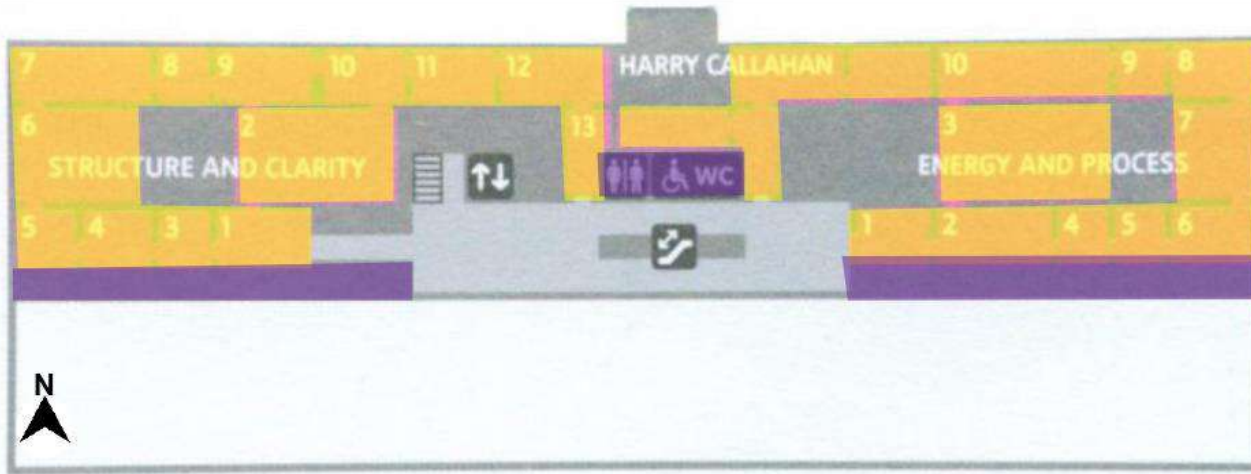 HARRY CALLAHAN
7 8 9 10 11 12 10 9 8
6 2 13 3 7
STRUCTURE AND CLARITY
WC
ENERGY AND PROCESS
5 4 3 1 1 2 4 5 6
N